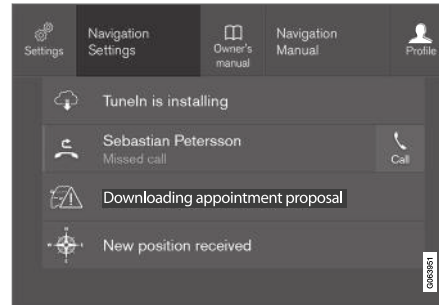 Settings
Navigation
Settings
Owner's
manual
Navigation
Manual
Profile
TuneIn is installing
Sebastian Petersson
Missed call
Call
Downloading appointment proposal
New position received
G063951